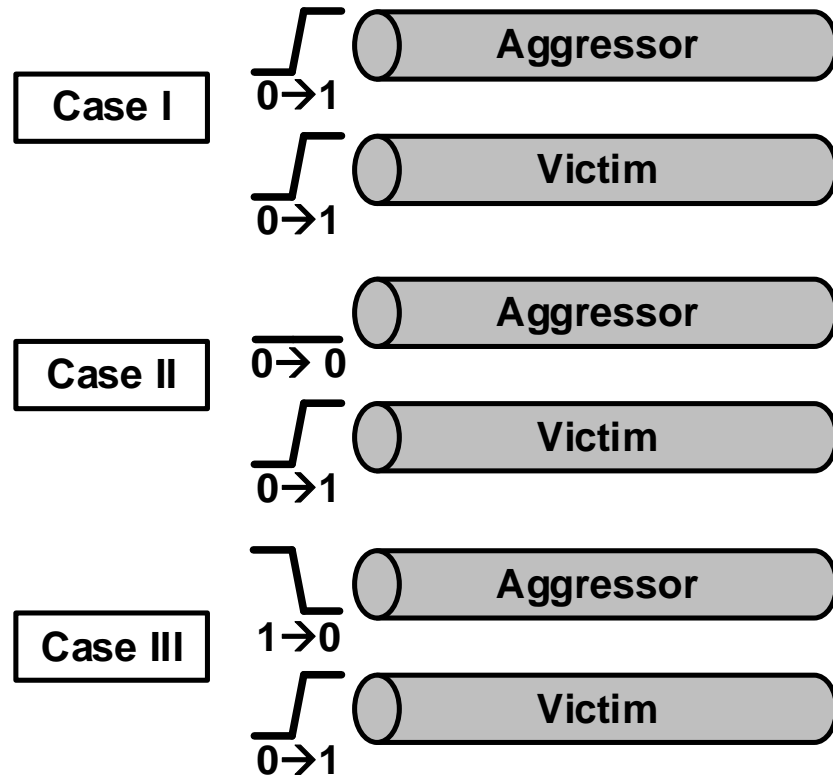 Aggressor
0→1
Case I
Victim
0→1
Aggressor
0→ 0
Case II
Victim
0→1
Aggressor
1→0
Case III
Victim
0→1